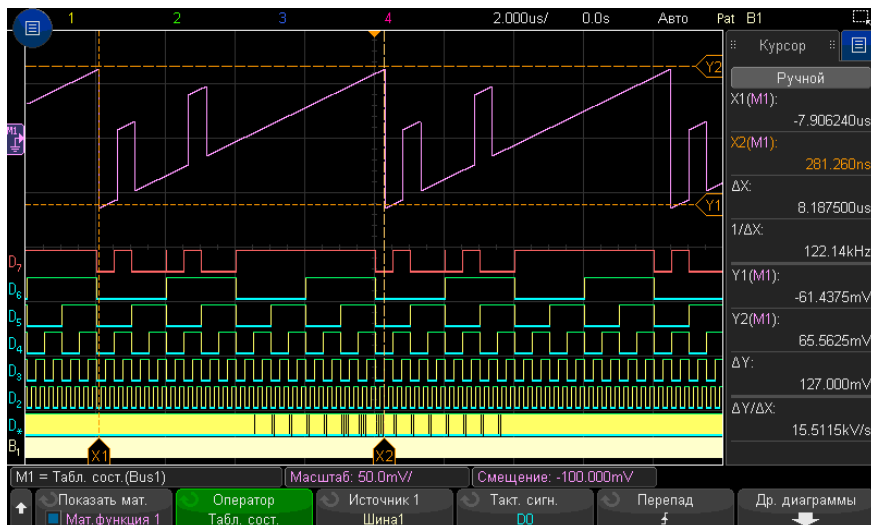 1 2 3 4 2.000us/ 0.0s Авто Pat B1
Курсор
Ручной
X1(M1):
-7.906240us
X2(M1):
281.260ns
ΔX:
8.187500us
1/ΔX:
122.14kHz
Y1(M1):
-61.4375mV
Y2(M1):
65.5625mV
ΔY:
127.000mV
ΔY/ΔX:
15.5115kV/s
Y2
M1
Y1
D7
D6
D5
D4
D3
D2
D*
B1
X1 X2
M1 = Табл. сост.(Bus1) Масштаб: 50.0mV/ Смещение: -100.000mV
Показать мат. Оператор Источник 1 Такт. сигн. Перепад Др. диаграммы
Мат.функция 1 Табл. сост. Шина1 D0